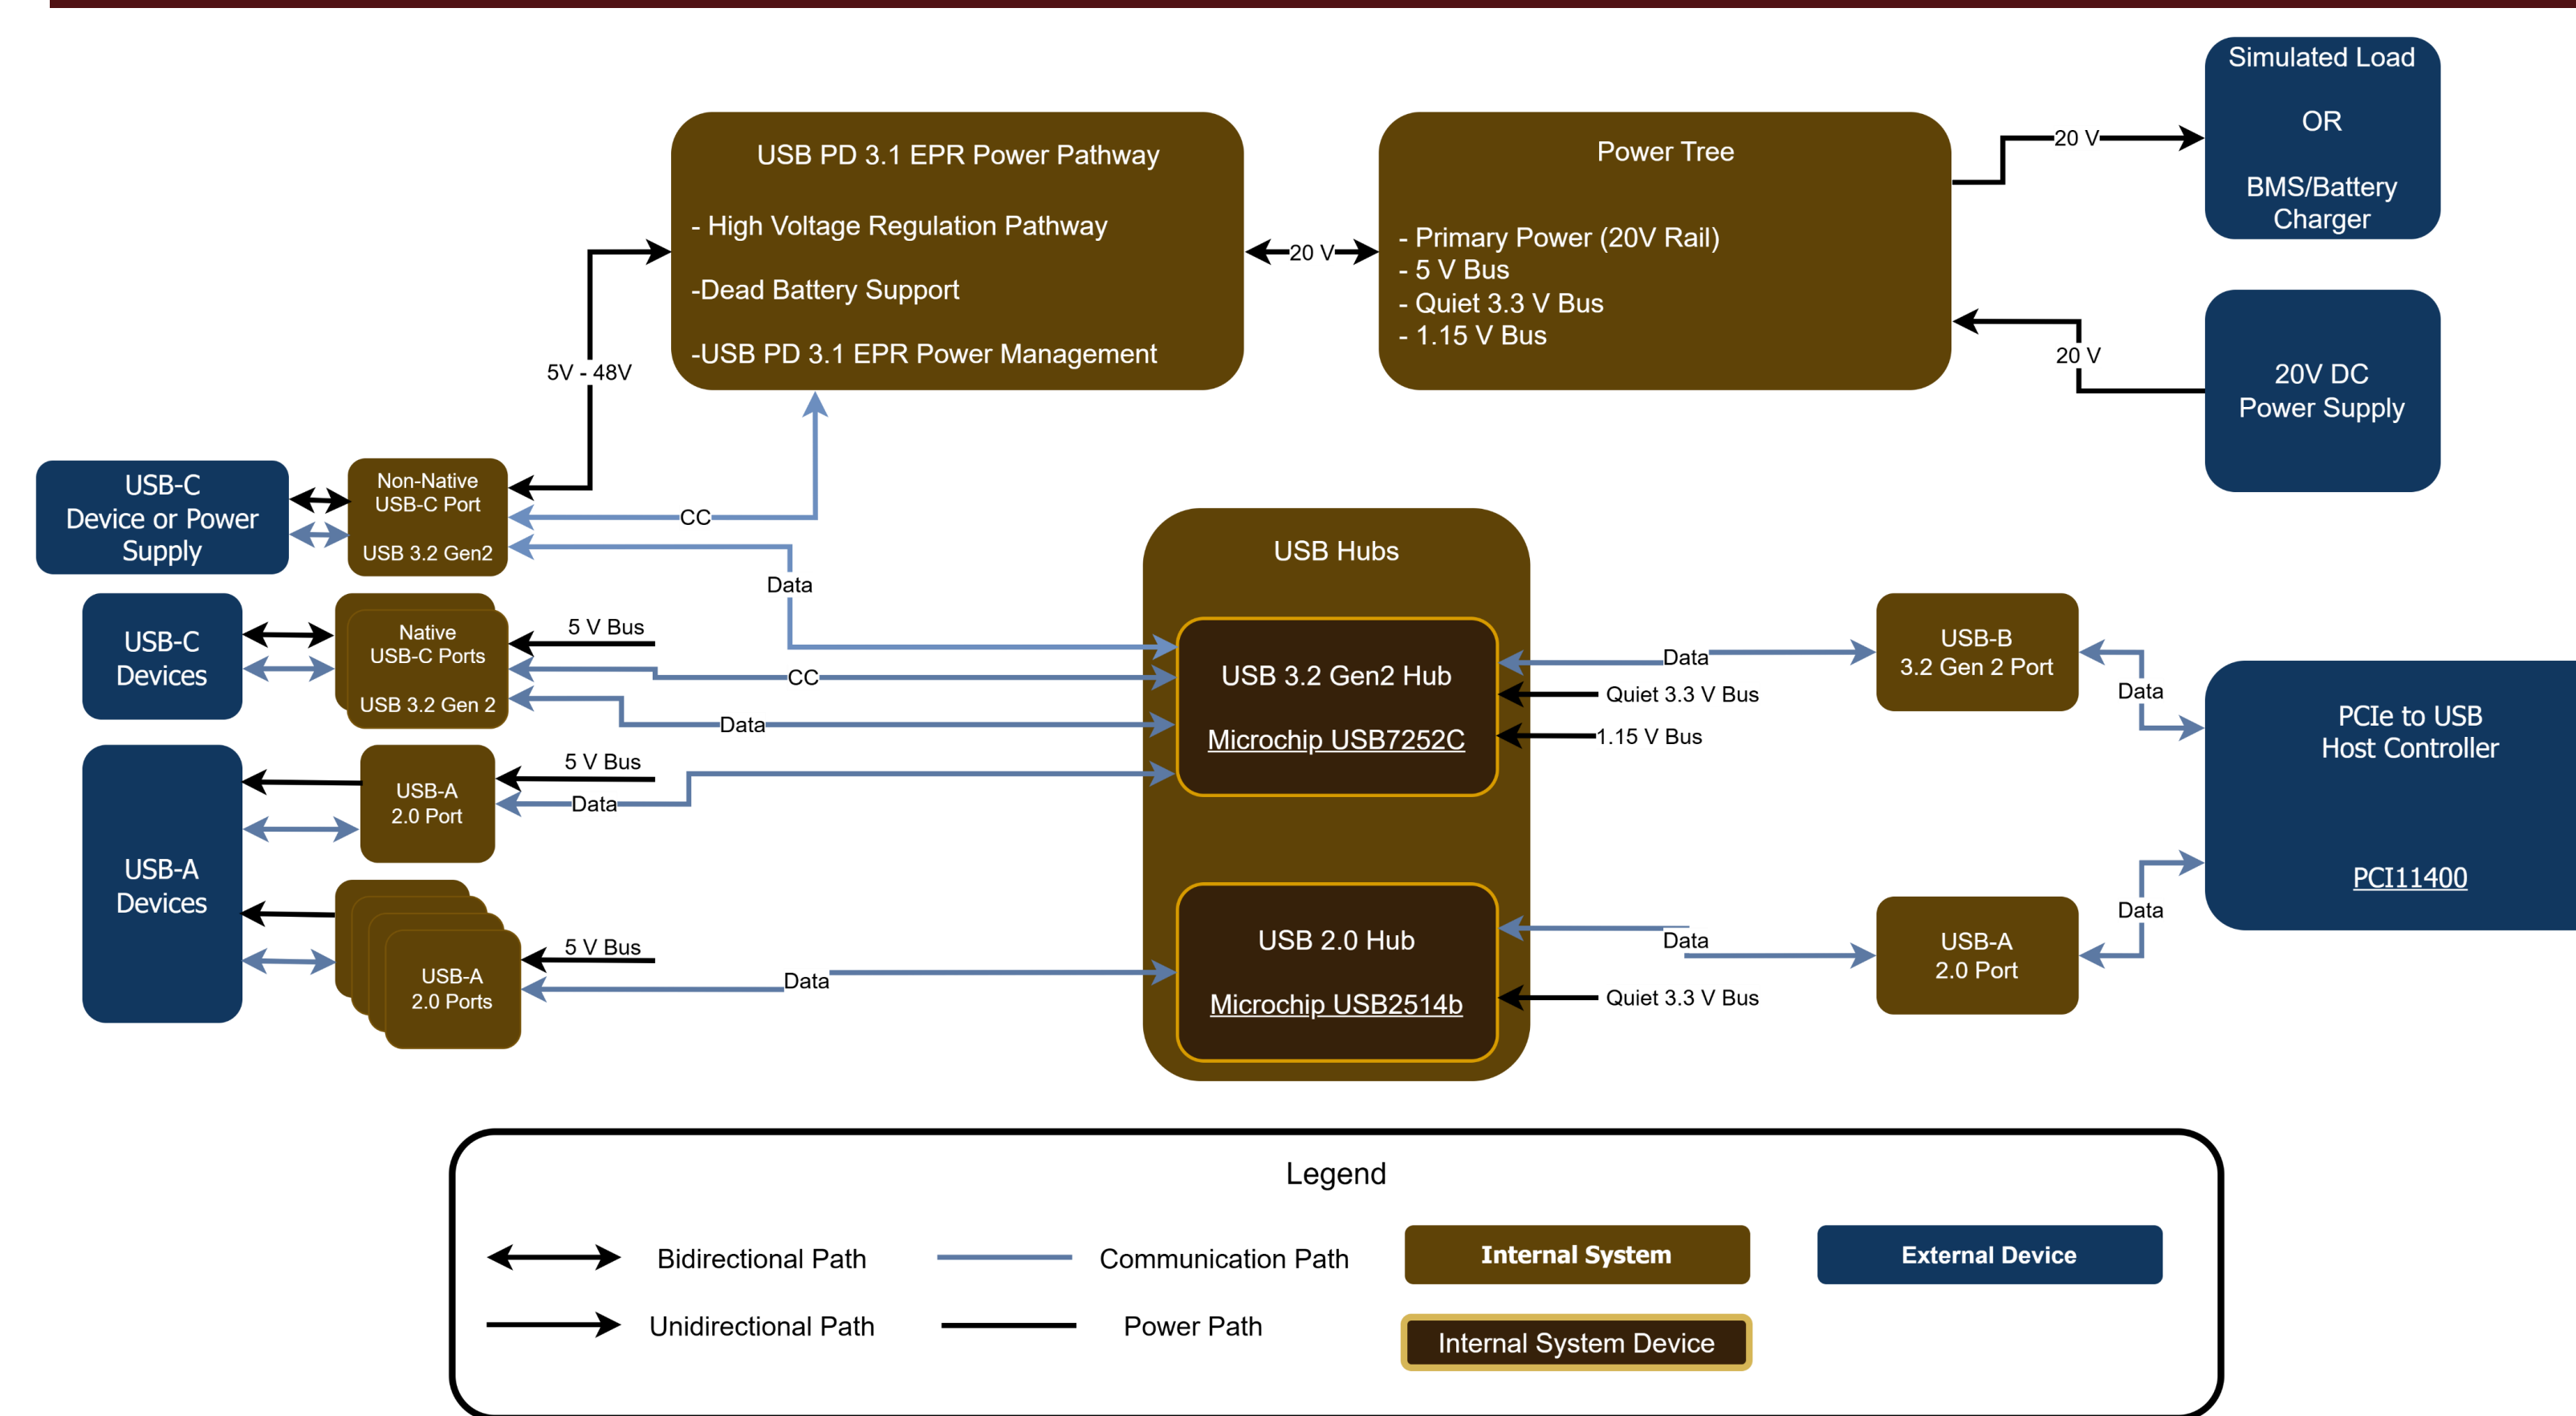 Simulated Load
OR
BMS/Battery
Charger
USB PD 3.1 EPR Power Pathway
- High Voltage Regulation Pathway
-Dead Battery Support
-USB PD 3.1 EPR Power Management
20 V
Power Tree
- Primary Power (20V Rail)
- 5 V Bus
- Quiet 3.3 V Bus
- 1.15 V Bus
20 V
20 V
20V DC
Power Supply
5V - 48V
USB-C
Device or Power
Supply
Non-Native
USB-C Port
USB 3.2 Gen2
CC
Data
USB-C
Devices
Native
USB-C Ports
USB 3.2 Gen 2
5 V Bus
CC
Data
USB-A
Devices
USB-A
2.0 Port
5 V Bus
Data
USB-A
2.0 Ports
5 V Bus
Data
USB Hubs
USB 3.2 Gen2 Hub
Microchip USB7252C
USB 2.0 Hub
Microchip USB2514b
Data
Quiet 3.3 V Bus
1.15 V Bus
Data
Quiet 3.3 V Bus
USB-B
3.2 Gen 2 Port
USB-A
2.0 Port
Data
Data
PCIe to USB
Host Controller
PCI11400
Legend
Bidirectional Path
Communication Path
Internal System
External Device
Unidirectional Path
Power Path
Internal System Device